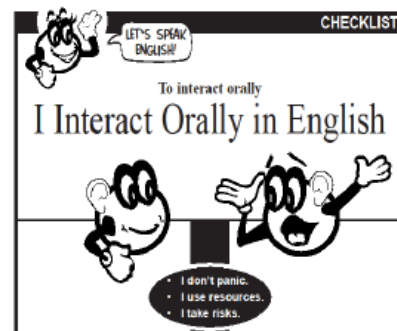 CHECKLIST
LET'S SPEAK
ENGLISH!
To interact orally
I Interact Orally in English
• I don't panic.
• I use resources.
• I take risks.